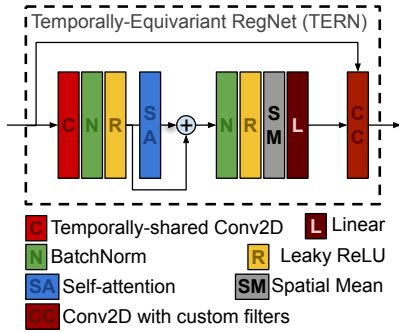 Temporally-Equivariant RegNet (TERN)
C N R SA + N R SM L CC
C Temporally-shared Conv2D L Linear
N BatchNorm R Leaky ReLU
SA Self-attention SM Spatial Mean
CC Conv2D with custom filters